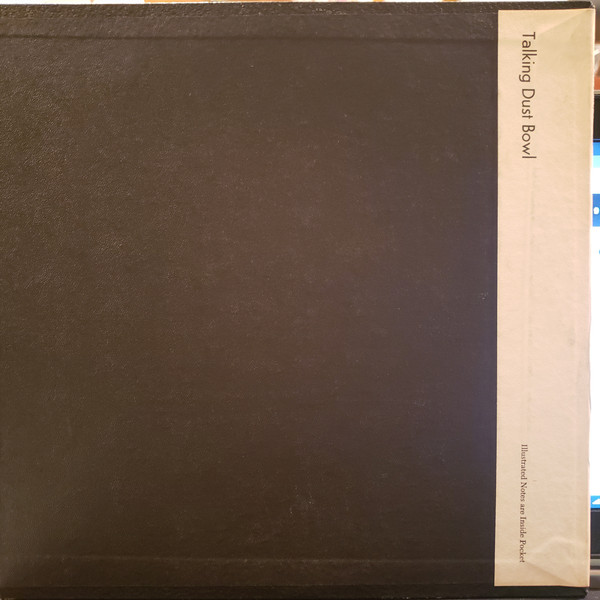 Talking Dust Bowl
Illustrated Notes are Inside Pocket